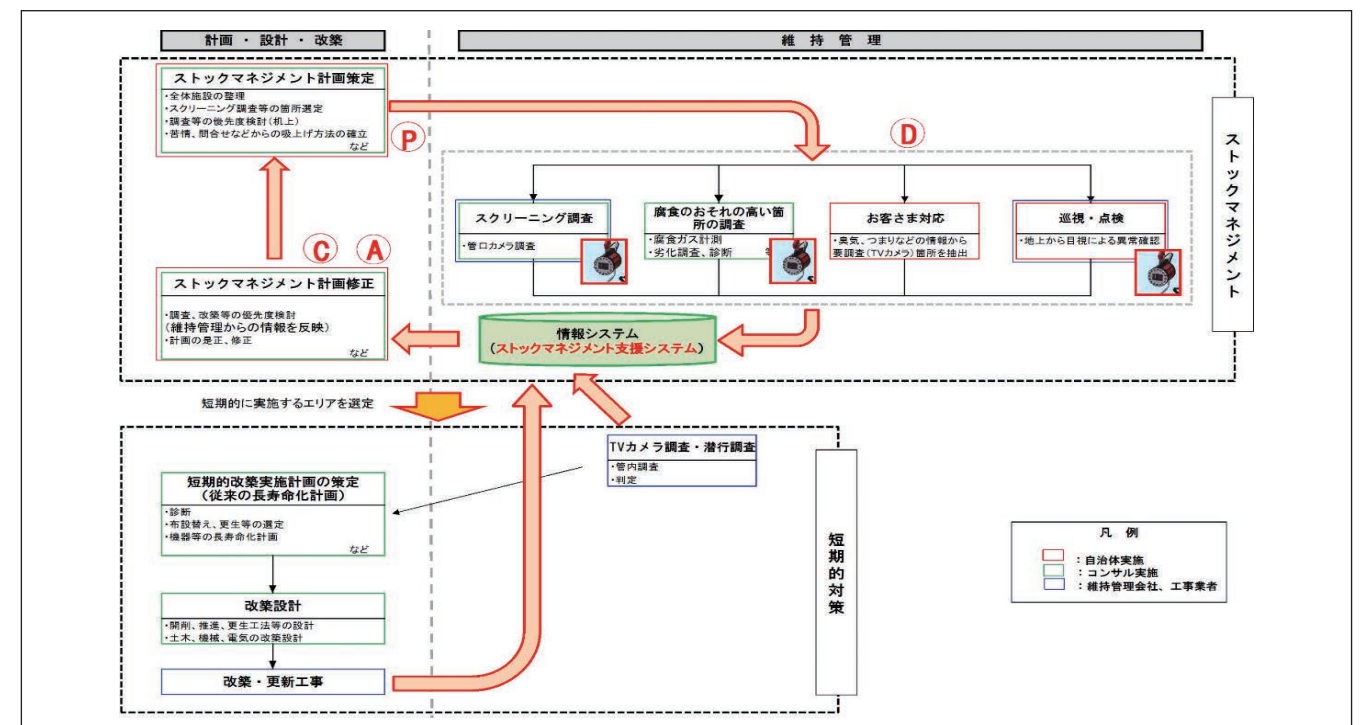 計画・設計・改築
維持管理
ストックマネジメント計画策定
・全体施設の整理
・スクリーニング調査等の箇所選定
・調査等の優先度検討(机上)
・苦情、問合せなどからの吸上げ方法の確立
など
P
D
スクリーニング調査
・管口カメラ調査
腐食のおそれの高い箇
所の調査
・腐食ガス計測
・劣化調査、診断
お客さま対応
・臭気、つまりなどの情報から
要調査(TVカメラ)箇所を抽出
巡視・点検
・地上から目視による異常確認
ストックマネジメント
C A
ストックマネジメント計画修正
・調査、改築等の優先度検討
(維持管理からの情報を反映)
・計画の是正、修正
など
情報システム
(ストックマネジメント支援システム)
短期的に実施するエリアを選定
TVカメラ調査・潜行調査
・管内調査
・判定
短期的改築実施計画の策定
(従来の長寿命化計画)
・診断
・布設替え、更生等の選定
・機器等の長寿命化計画
など
改築設計
・開削、推進、更生工法等の設計
・土木、機械、電気の改築設計
改築・更新工事
短期的対策
凡例
：自治体実施
：コンサル実施
：維持管理会社、工事業者